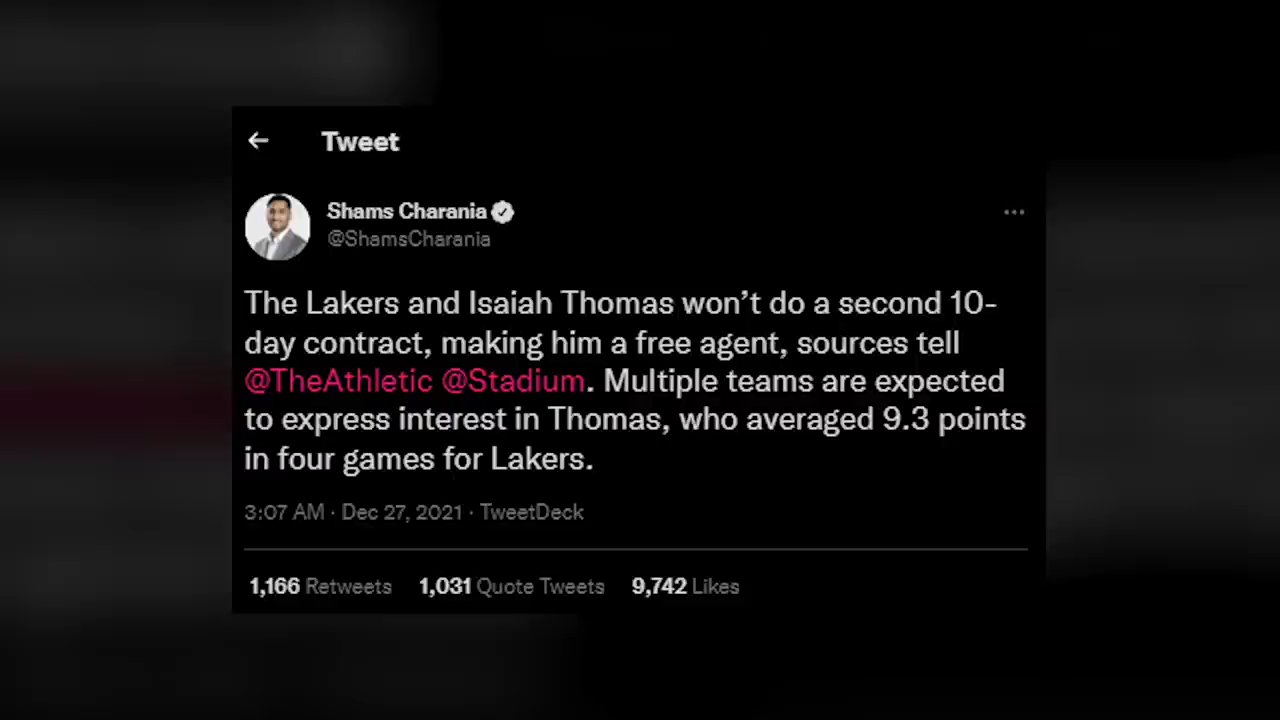 Tweet
Shams Charania
@ShamsCharania
The Lakers and Isaiah Thomas won’t do a second 10-
day contract, making him a free agent, sources tell
@TheAthletic @Stadium. Multiple teams are expected
to express interest in Thomas, who averaged 9.3 points
in four games for Lakers.
3:07 AM · Dec 27, 2021 · TweetDeck
1,166 Retweets 1,031 Quote Tweets 9,742 Likes